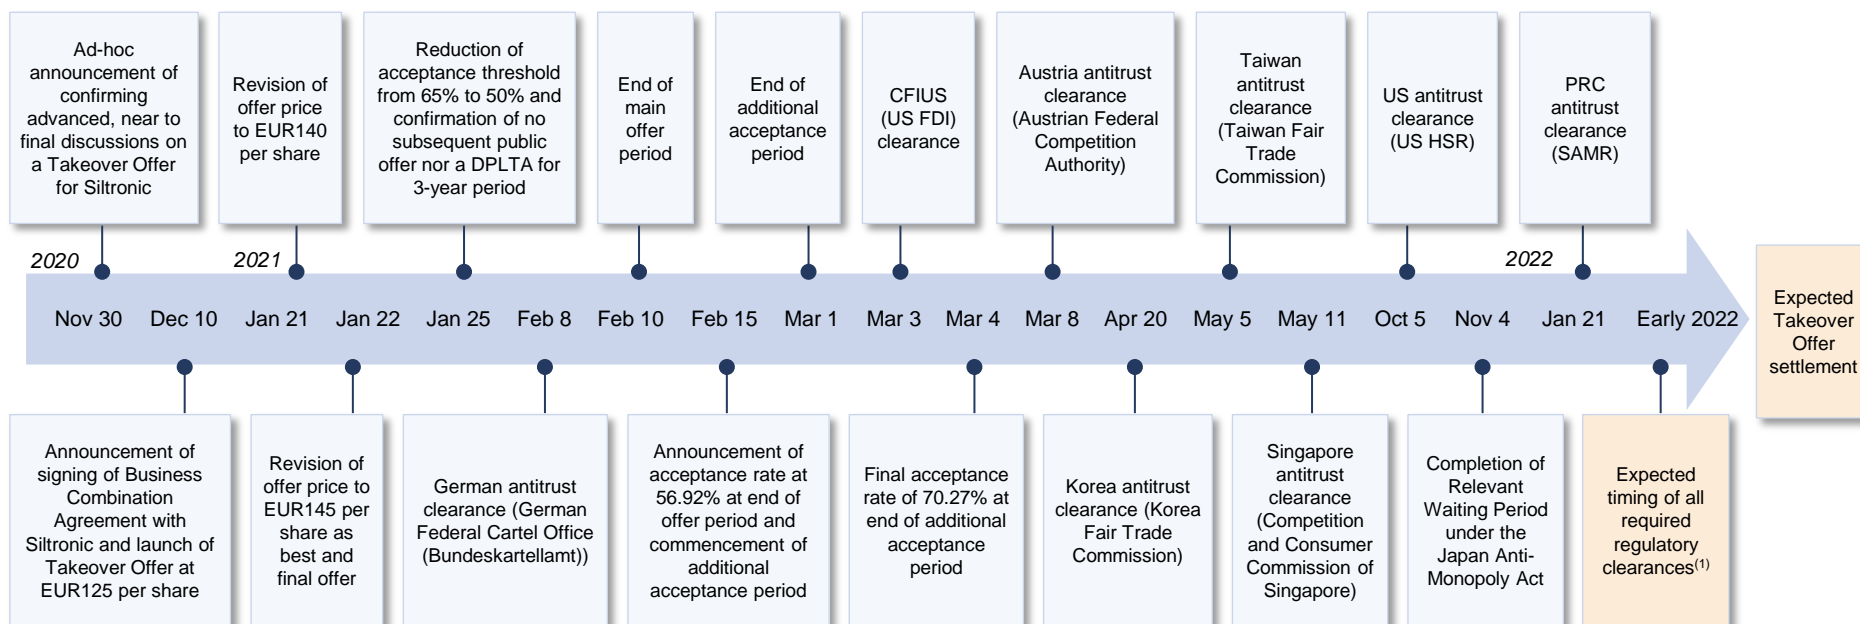 Ad-hoc
announcement of
confirming
advanced, near to
final discussions on
a Takeover Offer
for Siltronic
Revision of
offer price
to EUR140
per share
Reduction of
acceptance threshold
from 65% to 50% and
confirmation of no
subsequent public
offer nor a DPLTA for
3-year period
End of
main
offer
period
End of
additional
acceptance
period
CFIUS
(US FDI)
clearance
Austria antitrust
clearance
(Austrian Federal
Competition
Authority)
Taiwan
antitrust
clearance
(Taiwan Fair
Trade
Commission)
US antitrust
clearance
(US HSR)
PRC
antitrust
clearance
(SAMR)
2020
2021
2022
Nov 30
Dec 10
Jan 21
Jan 22
Jan 25
Feb 8
Feb 10
Feb 15
Mar 1
Mar 3
Mar 4
Mar 8
Apr 20
May 5
May 11
Oct 5
Nov 4
Jan 21
Early 2022
Expected
Takeover
Offer
settlement
Announcement of
signing of Business
Combination
Agreement with
Siltronic and launch of
Takeover Offer at
EUR125 per share
Revision of
offer price to
EUR145 per
share as
best and
final offer
German antitrust
clearance (German
Federal Cartel Office
(Bundeskartellamt))
Announcement of
acceptance rate at
56.92% at end of
offer period and
commencement of
additional
acceptance period
Final acceptance
rate of 70.27% at
end of additional
acceptance
period
Korea antitrust
clearance (Korea
Fair Trade
Commission)
Singapore
antitrust
clearance
(Competition
and Consumer
Commission of
Singapore)
Completion of
Relevant
Waiting Period
under the
Japan Anti-
Monopoly Act
Expected
timing of all
required
regulatory
clearances(1)